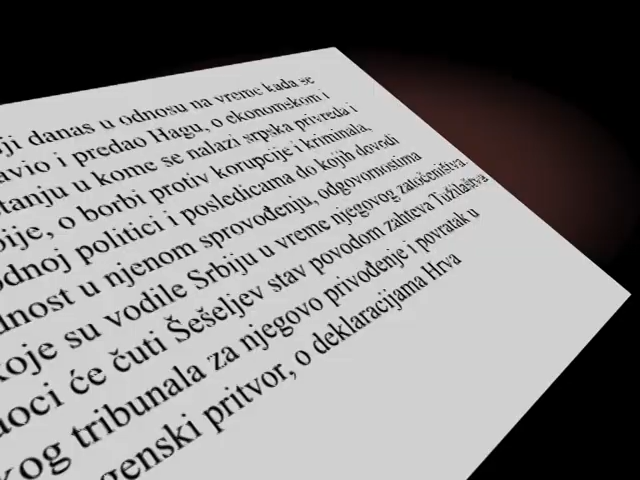 ji danas u odnosu na vreme kada se
avio i predao Hagu, o ekonomskom i
tanju u kome se nalazi srpska privreda i
bije, o borbi protiv korupcije i kriminala,
odnoj politici i posledicama do kojih dovodi
dnost u njenom sprovođenju, odgovornostima
koje su vodile Srbiju u vreme njegovog zatočeništva.
aoci će čuti Šešeljev stav povodom zahteva Tužilaštva
kog tribunala za njegovo privođenje i povratak u
genski pritvor, o deklaracijama Hrva